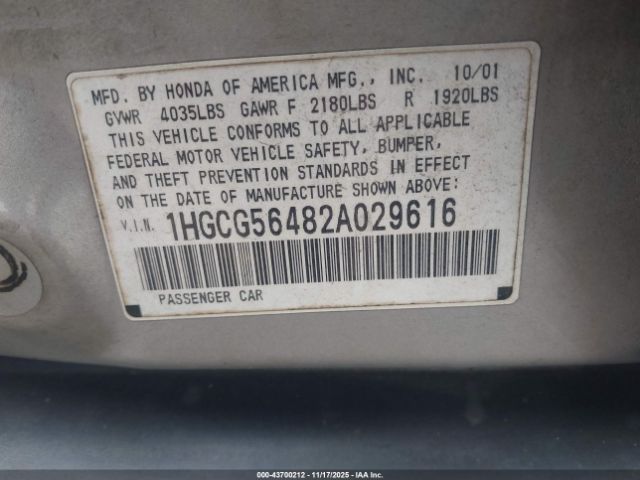 MFD. BY HONDA OF AMERICA MFG., INC. 10/01
GVWR 4035LBS GAWR F 2180LBS R 1920LBS
THIS VEHICLE CONFORMS TO ALL APPLICABLE
FEDERAL MOTOR VEHICLE SAFETY, BUMPER,
AND THEFT PREVENTION STANDARDS IN EFFECT
ON THE DATE OF MANUFACTURE SHOWN ABOVE:
V.I.N. 1HGCG56482A029616
PASSENGER CAR
000-43700212 - 11/17/2025 - IAA Inc.